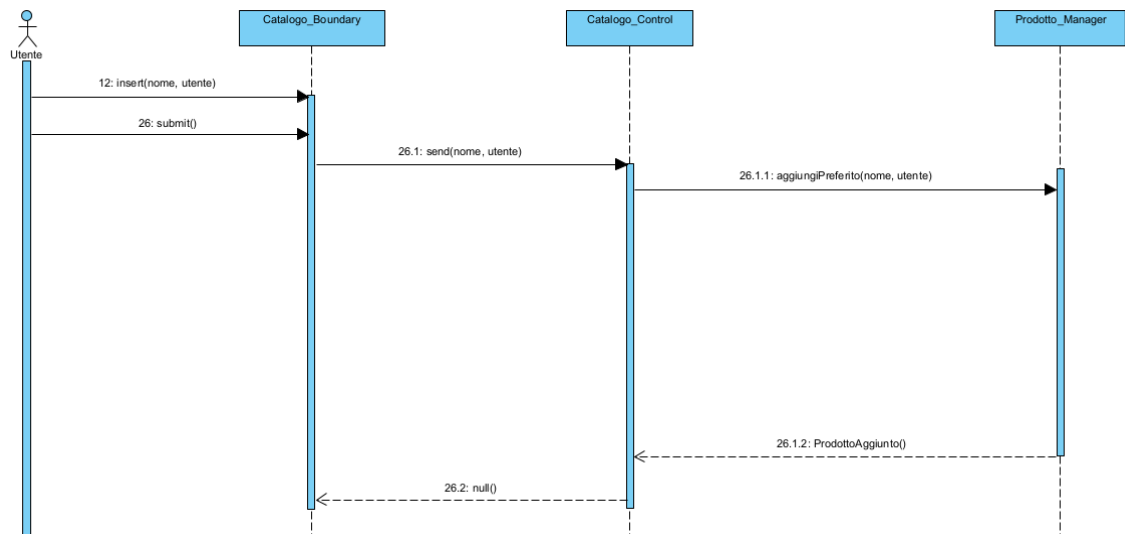 Utente
Catalogo_Boundary
Catalogo_Control
Prodotto_Manager
12: insert(nome, utente)
26: submit()
26.1: send(nome, utente)
26.1.1: aggiungiPreferito(nome, utente)
26.1.2: ProdottoAggiunto()
26.2: null()